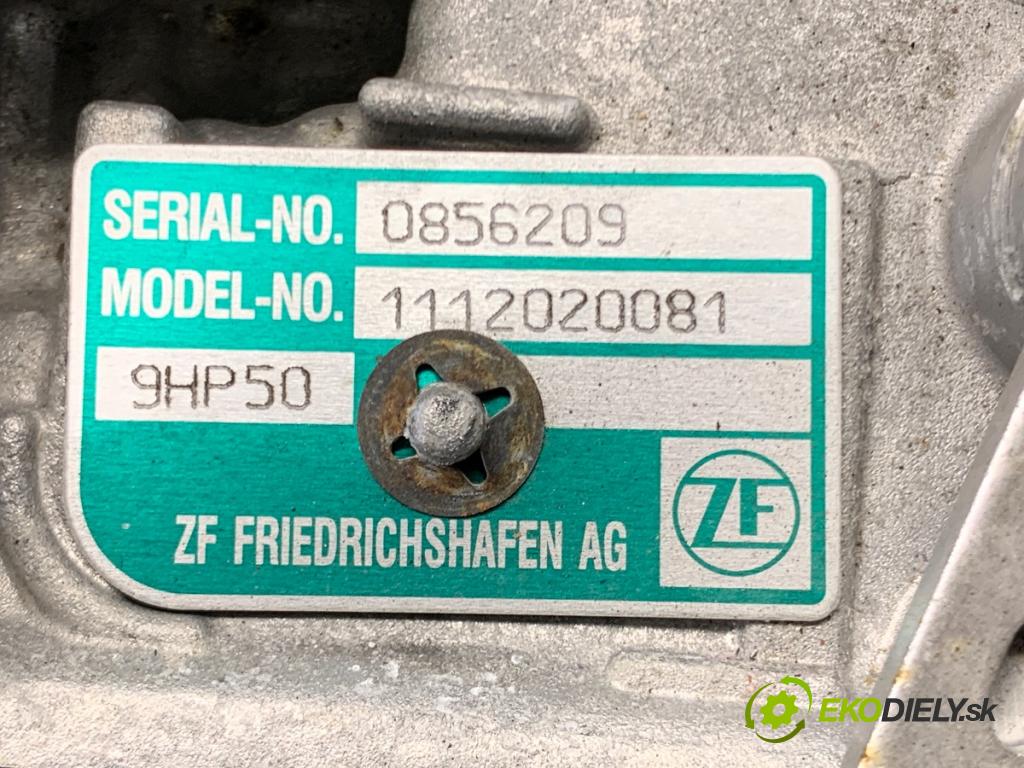 SERIAL-NO. 0856209
MODEL-NO. 1112020081
9HP50
ZF FRIEDRICHSHAFEN AG
ZF
EKODIELY.sk